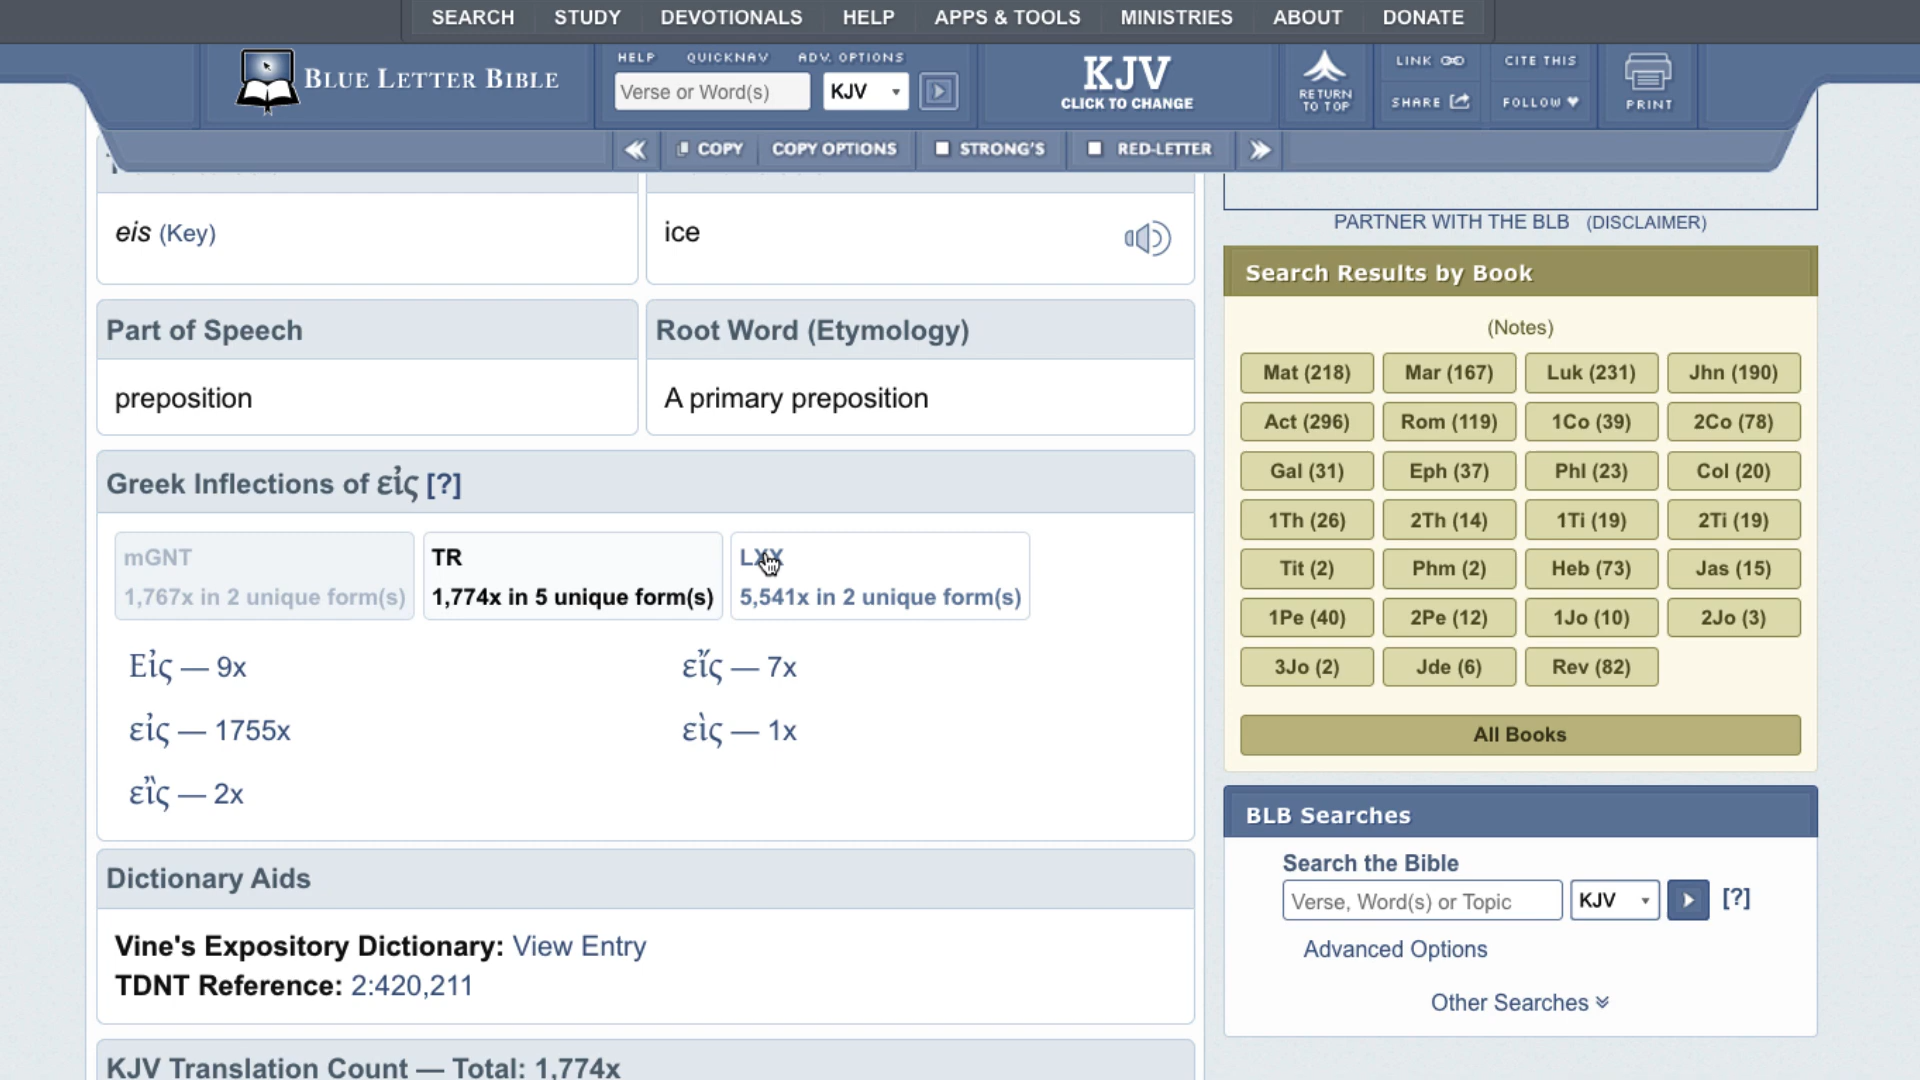 SEARCH STUDY DEVOTIONALS HELP APPS & TOOLS MINISTRIES ABOUT DONATE
BLUE LETTER BIBLE
HELP QUICKNAV ADV. OPTIONS
Verse or Word(s) KJV
KJV
CLICK TO CHANGE
RETURN
TO TOP
LINK
SHARE
CITE THIS
FOLLOW
PRINT
COPY COPY OPTIONS STRONG'S RED-LETTER
eis (Key)
ice
Part of Speech
preposition
Root Word (Etymology)
A primary preposition
Greek Inflections of εἰς [?]
mGNT
1,767x in 2 unique form(s)
TR
1,774x in 5 unique form(s)
LXX
5,541x in 2 unique form(s)
Εἰς — 9x
εἴς — 7x
εἰς — 1755x
εὶς — 1x
εἲς — 2x
Dictionary Aids
Vine's Expository Dictionary: View Entry
TDNT Reference: 2:420,211
KJV Translation Count — Total: 1,774x
PARTNER WITH THE BLB (DISCLAIMER)
Search Results by Book
(Notes)
Mat (218) Mar (167) Luk (231) Jhn (190)
Act (296) Rom (119) 1Co (39) 2Co (78)
Gal (31) Eph (37) Phl (23) Col (20)
1Th (26) 2Th (14) 1Ti (19) 2Ti (19)
Tit (2) Phm (2) Heb (73) Jas (15)
1Pe (40) 2Pe (12) 1Jo (10) 2Jo (3)
3Jo (2) Jde (6) Rev (82)
All Books
BLB Searches
Search the Bible
Verse, Word(s) or Topic KJV [?]
Advanced Options
Other Searches